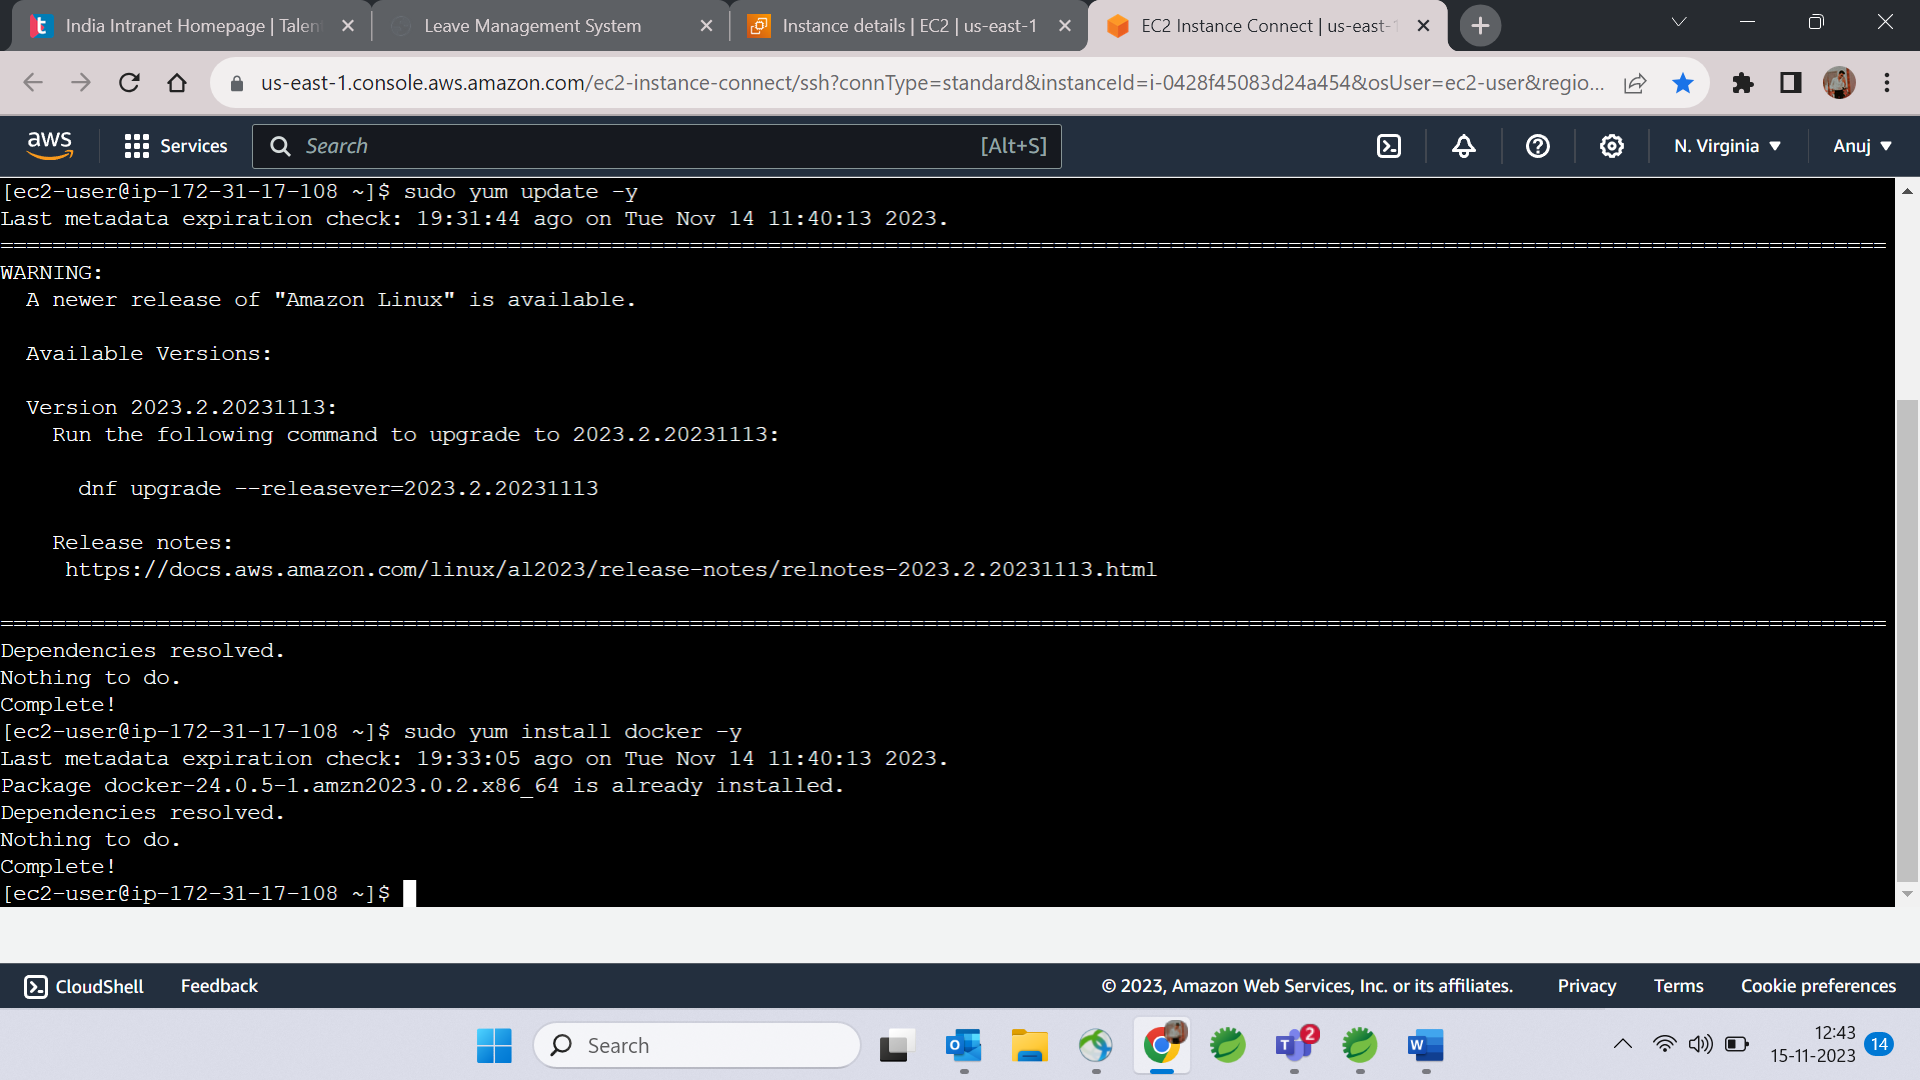 India Intranet Homepage | Talen
Leave Management System
Instance details | EC2 | us-east-1
EC2 Instance Connect | us-east-1
us-east-1.console.aws.amazon.com/ec2-instance-connect/ssh?connType=standard&instanceId=i-0428f45083d24a454&osUser=ec2-user&regio...
aws
Services
Search
[Alt+S]
N. Virginia
Anuj
[ec2-user@ip-172-31-17-108 ~]$ sudo yum update -y
Last metadata expiration check: 19:31:44 ago on Tue Nov 14 11:40:13 2023.
=================================================================================================================================================
WARNING:
A newer release of "Amazon Linux" is available.
Available Versions:
Version 2023.2.20231113:
Run the following command to upgrade to 2023.2.20231113:
dnf upgrade --releasever=2023.2.20231113
Release notes:
https://docs.aws.amazon.com/linux/al2023/release-notes/relnotes-2023.2.20231113.html
=================================================================================================================================================
Dependencies resolved.
Nothing to do.
Complete!
[ec2-user@ip-172-31-17-108 ~]$ sudo yum install docker -y
Last metadata expiration check: 19:33:05 ago on Tue Nov 14 11:40:13 2023.
Package docker-24.0.5-1.amzn2023.0.2.x86_64 is already installed.
Dependencies resolved.
Nothing to do.
Complete!
[ec2-user@ip-172-31-17-108 ~]$
CloudShell
Feedback
© 2023, Amazon Web Services, Inc. or its affiliates.
Privacy
Terms
Cookie preferences
Search
2
12:43
15-11-2023
14